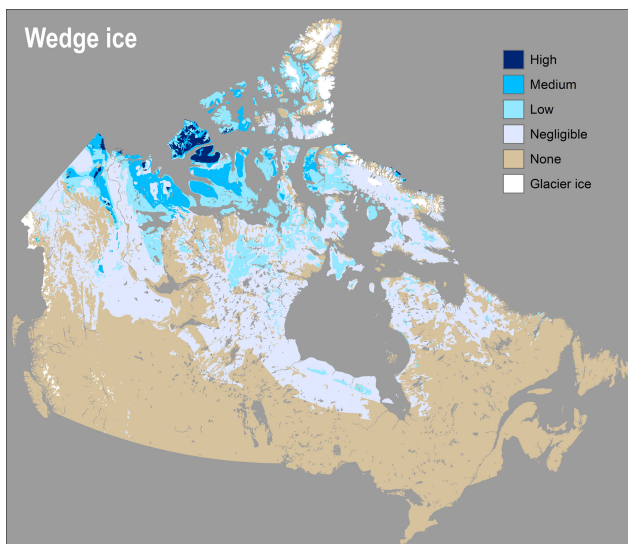 Wedge ice
High
Medium
Low
Negligible
None
Glacier ice